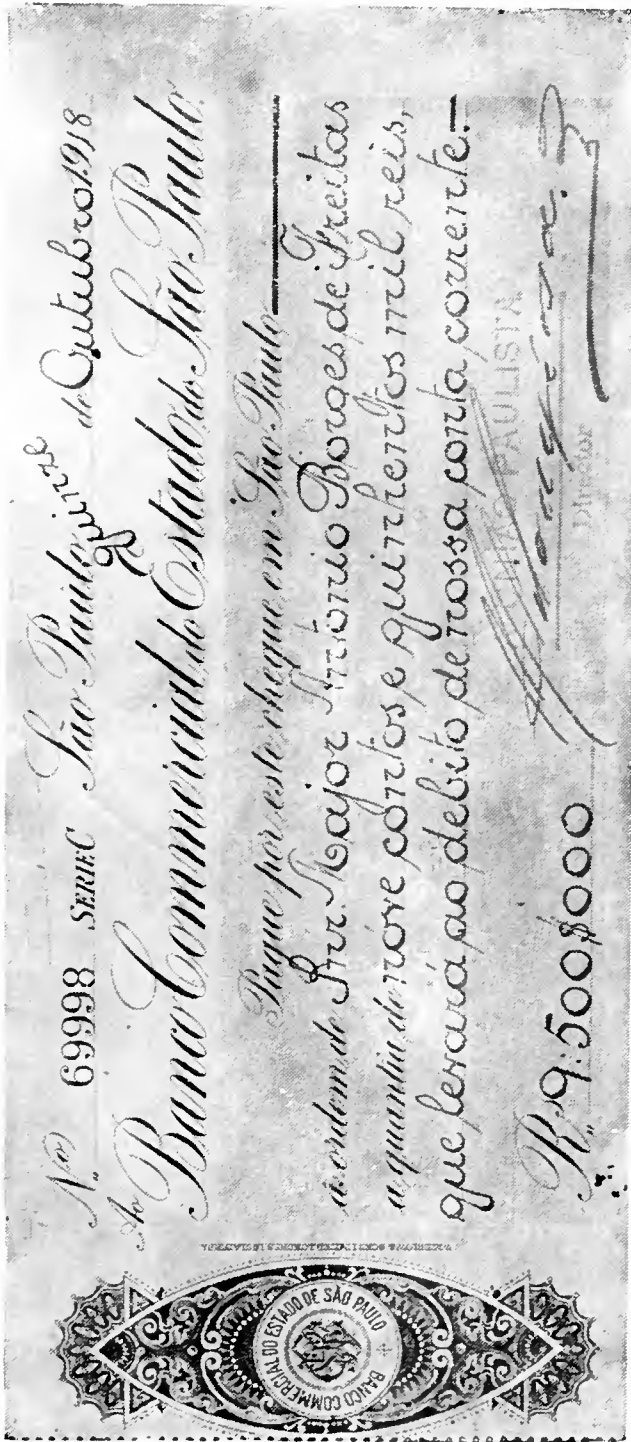 Nº 69998 SERIE C São Paulo, quinze de Outubro 1918
Ao Banco Commercial do Estado de São Paulo
Pague por este cheque em São Paulo
á ordem do Snr. Major Antonio Borges de Freitas
a quantia de nove contos e quinhentos mil reis,
que levará ao debito de nossa conta corrente.
PAULISTA
Rs 9:500$000
Director
BANCO COMMERCIAL DO ESTADO DE SÃO PAULO